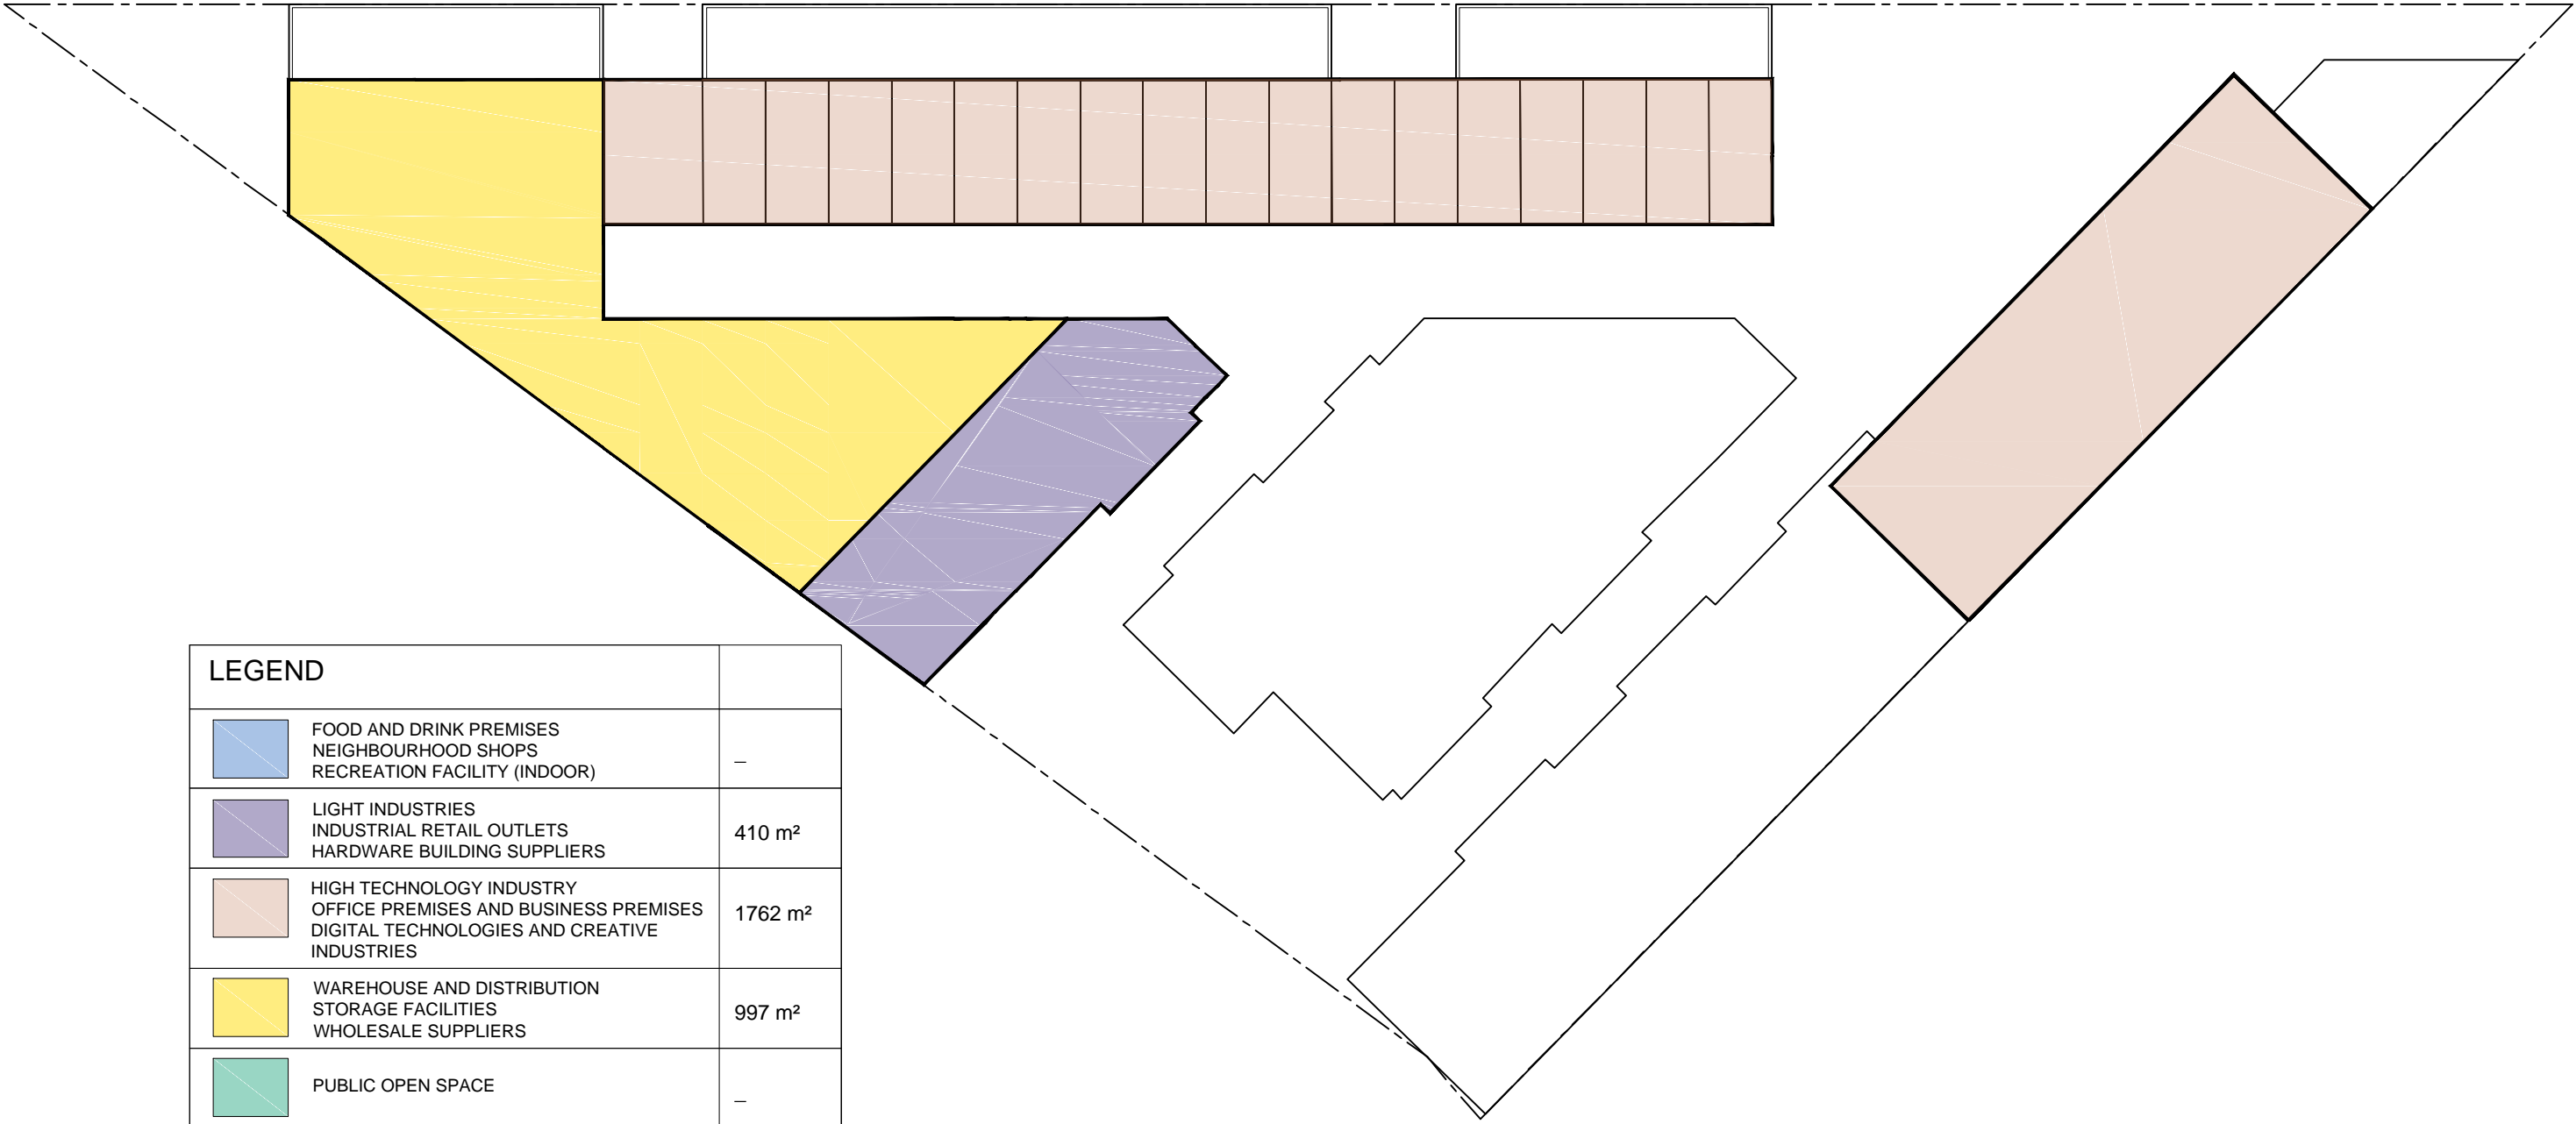 LEGEND
FOOD AND DRINK PREMISES
NEIGHBOURHOOD SHOPS
RECREATION FACILITY (INDOOR)
–
LIGHT INDUSTRIES
INDUSTRIAL RETAIL OUTLETS
HARDWARE BUILDING SUPPLIERS
410 m²
HIGH TECHNOLOGY INDUSTRY
OFFICE PREMISES AND BUSINESS PREMISES
DIGITAL TECHNOLOGIES AND CREATIVE
INDUSTRIES
1762 m²
WAREHOUSE AND DISTRIBUTION
STORAGE FACILITIES
WHOLESALE SUPPLIERS
997 m²
PUBLIC OPEN SPACE
–